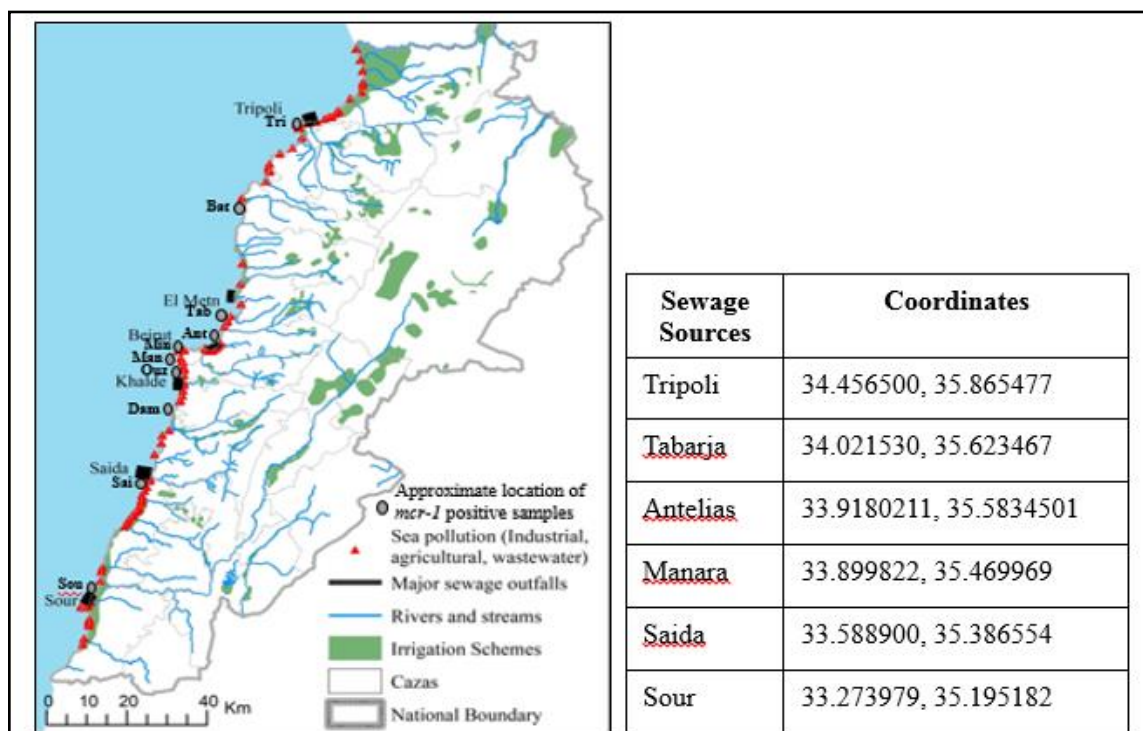 Tripoli
Tri
Bat
El Metn
Tab
Ant
Beirut
Min
Man
Ouz
Khalde
Dam
Saida
Sai
Sou
Sour
Approximate location of
mcr-1 positive samples
Sea pollution (Industrial,
agricultural, wastewater)
Major sewage outfalls
Rivers and streams
Irrigation Schemes
Cazas
National Boundary
0 10 20 40
Km
Sewage Coordinates
Sources
Tripoli 34.456500, 35.865477
Tabarja 34.021530, 35.623467
Antelias 33.9180211, 35.5834501
Manara 33.899822, 35.469969
Saida 33.588900, 35.386554
Sour 33.273979, 35.195182